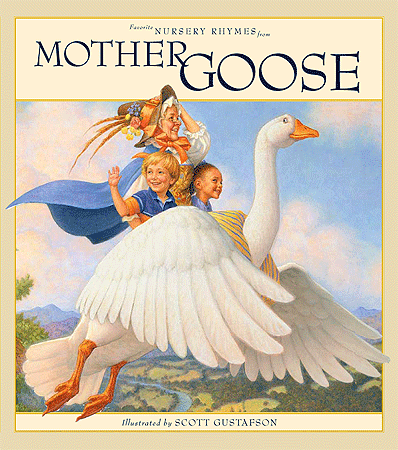 Favorite NURSERY RHYMES from
MOTHER GOOSE
Illustrated by SCOTT GUSTAFSON